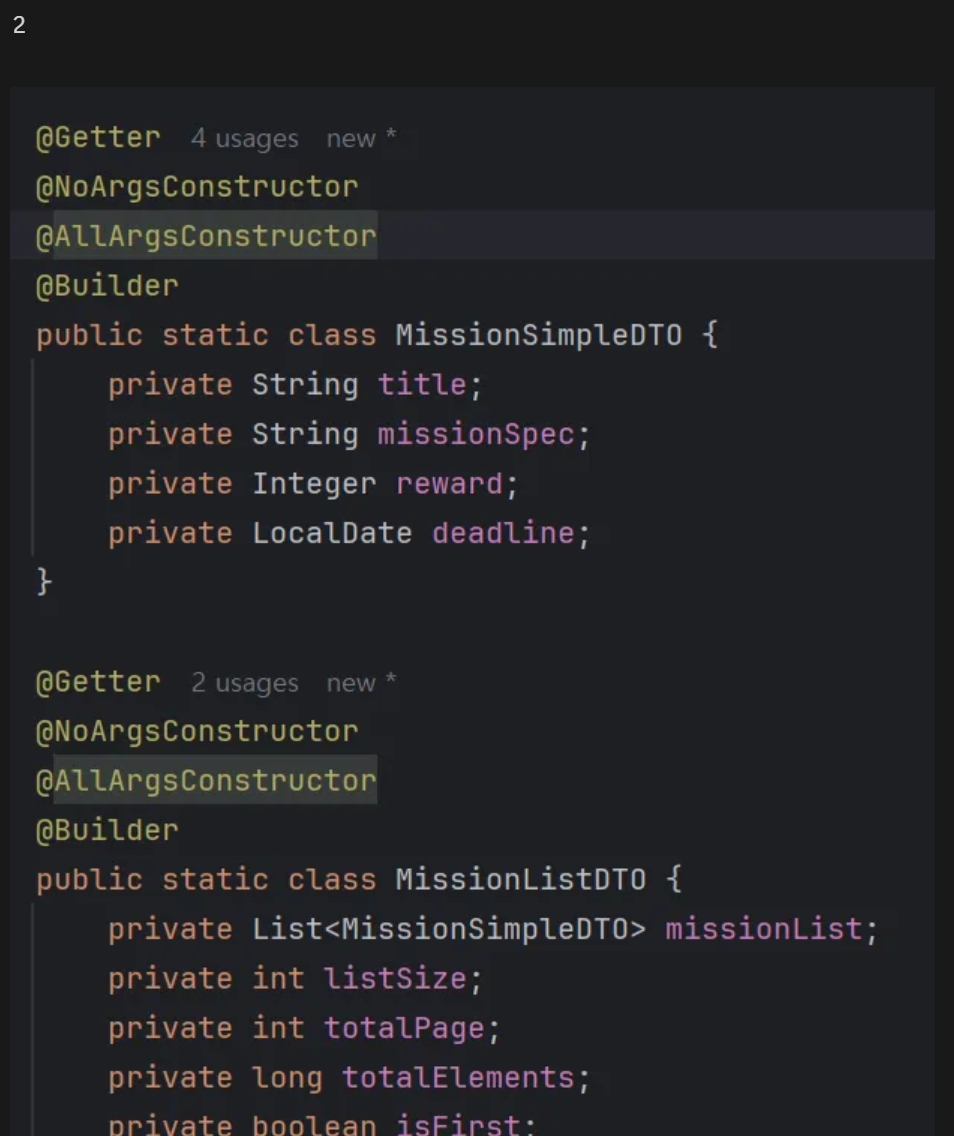 2
@Getter 4 usages new *
@NoArgsConstructor
@AllArgsConstructor
@Builder
public static class MissionSimpleDTO {
    private String title;
    private String missionSpec;
    private Integer reward;
    private LocalDate deadline;
}
@Getter 2 usages new *
@NoArgsConstructor
@AllArgsConstructor
@Builder
public static class MissionListDTO {
    private List<MissionSimpleDTO> missionList;
    private int listSize;
    private int totalPage;
    private long totalElements;
    private boolean isFirst;